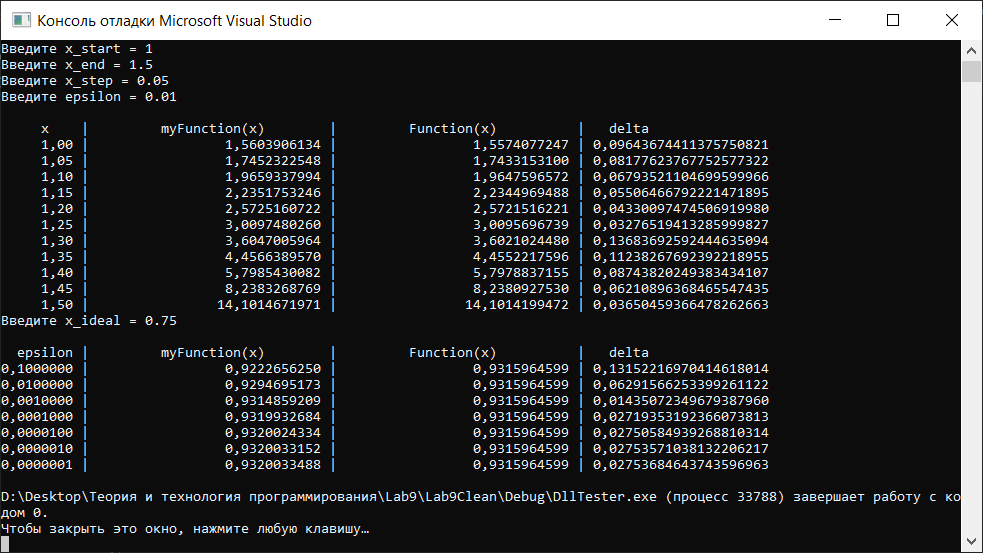 Консоль отладки Microsoft Visual Studio
Введите x_start = 1
Введите x_end = 1.5
Введите x_step = 0.05
Введите epsilon = 0.01
x | myFunction(x) | Function(x) | delta
1,00 | 1,5603906134 | 1,5574077247 | 0,09643674411375750821
1,05 | 1,7452322548 | 1,7433153100 | 0,08177623767752577322
1,10 | 1,9659337994 | 1,9647596572 | 0,06793521104699599966
1,15 | 2,2351753246 | 2,2344969488 | 0,05506466792221471895
1,20 | 2,5725160722 | 2,5721516221 | 0,04330097474506919980
1,25 | 3,0097480260 | 3,0095696739 | 0,03276519413285999827
1,30 | 3,6047005964 | 3,6021024480 | 0,13683692592444635094
1,35 | 4,4566389570 | 4,4552217596 | 0,11238267692392218955
1,40 | 5,7985430082 | 5,7978837155 | 0,08743820249383434107
1,45 | 8,2383268769 | 8,2380927530 | 0,06210896368465547435
1,50 | 14,1014671971 | 14,1014199472 | 0,03650459366478262663
Введите x_ideal = 0.75
epsilon | myFunction(x) | Function(x) | delta
0,1000000 | 0,9222656250 | 0,9315964599 | 0,13152216970414618014
0,0100000 | 0,9294695173 | 0,9315964599 | 0,06291566253399261122
0,0010000 | 0,9314859209 | 0,9315964599 | 0,01435072349679387960
0,0001000 | 0,9319932684 | 0,9315964599 | 0,02719353192366073813
0,0000100 | 0,9320024334 | 0,9315964599 | 0,02750584939268810314
0,0000010 | 0,9320033152 | 0,9315964599 | 0,02753571038132206217
0,0000001 | 0,9320033488 | 0,9315964599 | 0,02753684643743596963
D:\Desktop\Теория и технология программирования\Lab9\Lab9Clean\Debug\DllTester.exe (процесс 33788) завершает работу с ко
дом 0.
Чтобы закрыть это окно, нажмите любую клавишу…